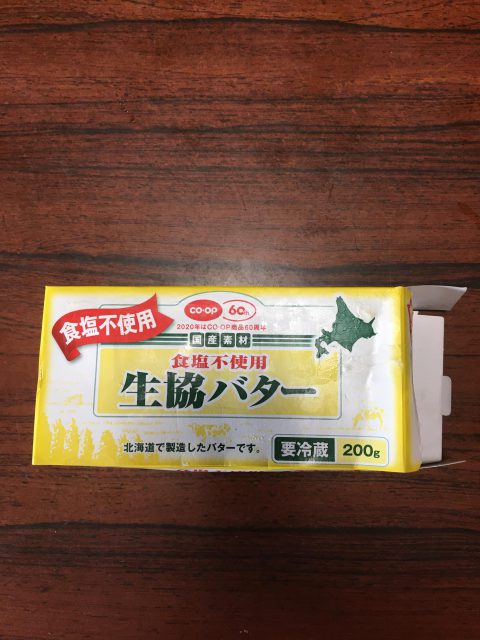 食塩不使用
CO·OP 60th
2020年はCO·OP商品60周年
国産素材
食塩不使用
生協バター
北海道で製造したバターです。
要冷蔵 200g